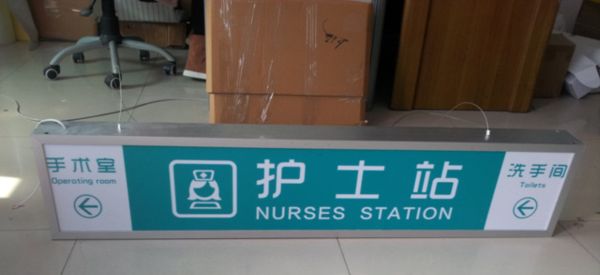 手术室
Operating room
护士站
NURSES STATION
洗手间
Toilets